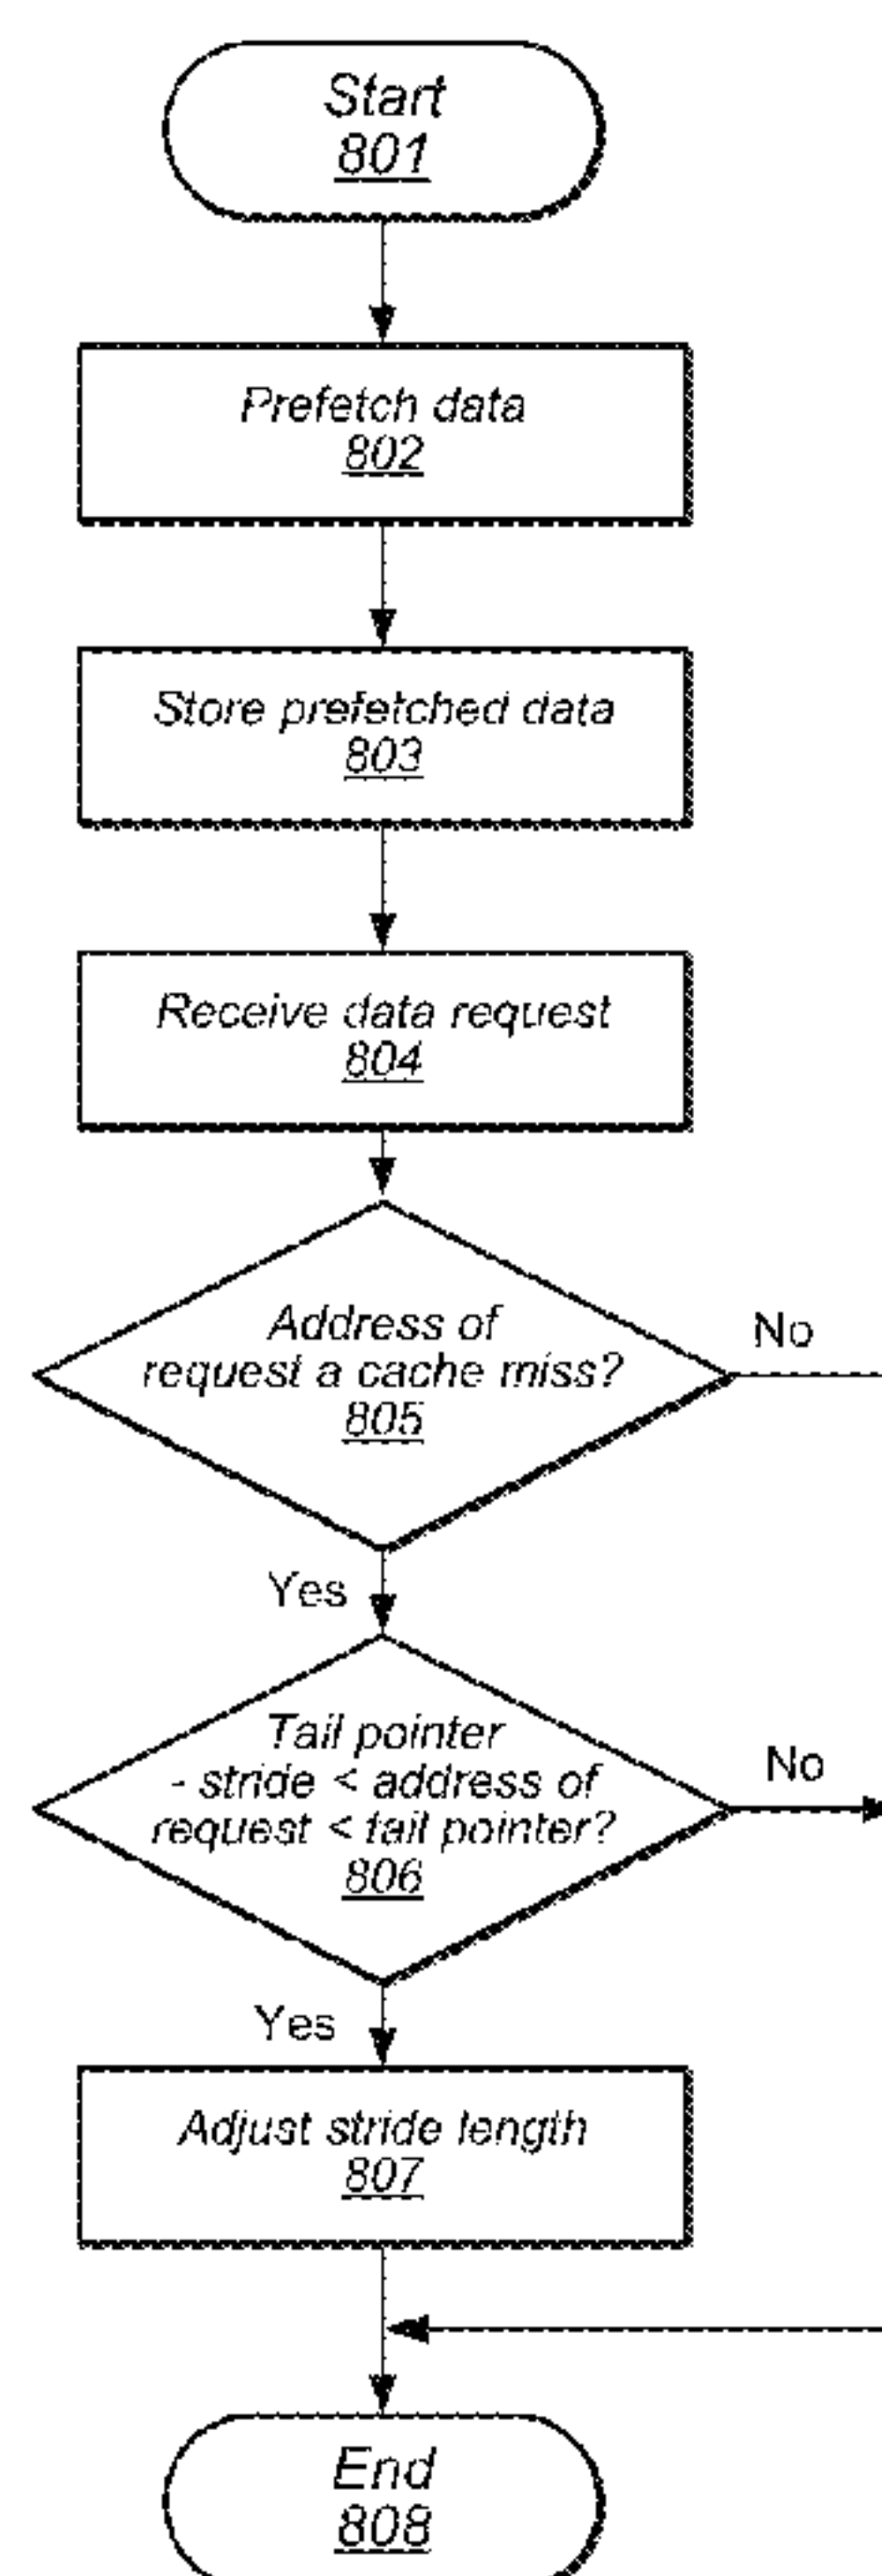 Start
801
Prefetch data
802
Store prefetched data
803
Receive data request
804
Address of
request a cache miss?
805
No
Yes
Tail pointer
- stride < address of
request < tail pointer?
806
No
Yes
Adjust stride length
807
End
808